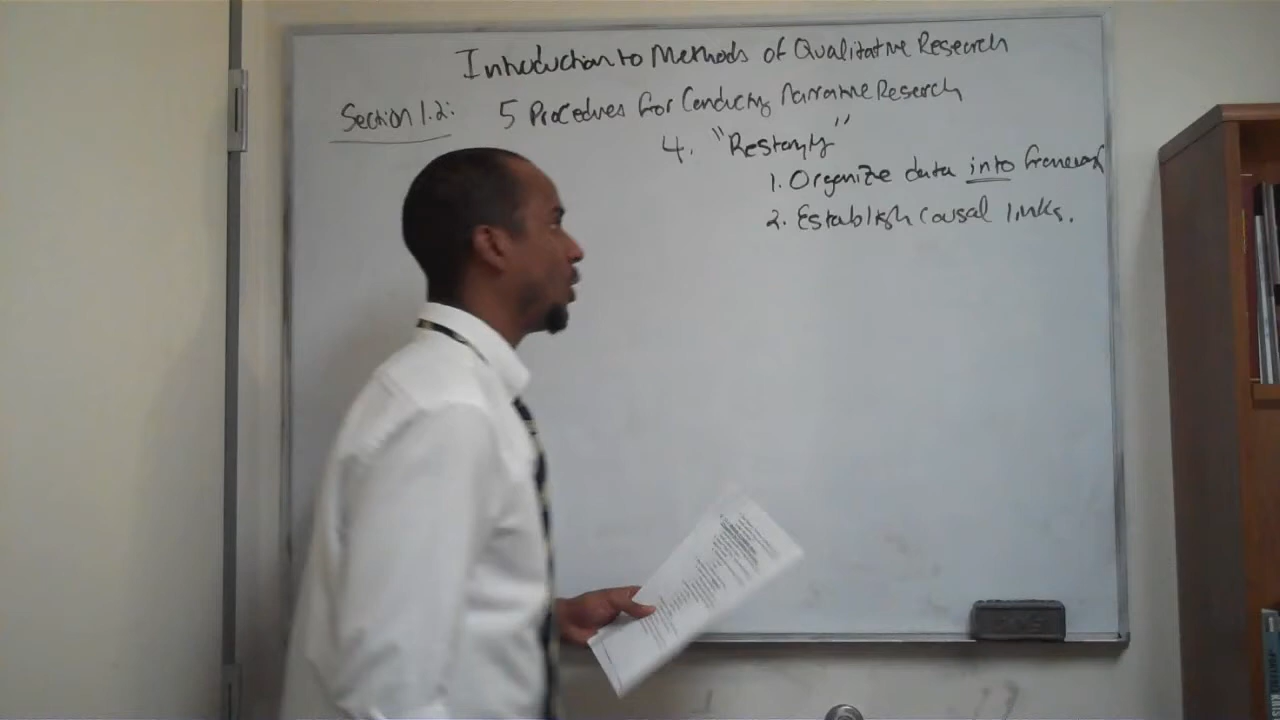 Introduction to Methods of Qualitative Research
Section 1.2: 5 Procedures for Conducting Narrative Research
4. "Restorying"
1. Organize data into framework
2. Establish causal links.